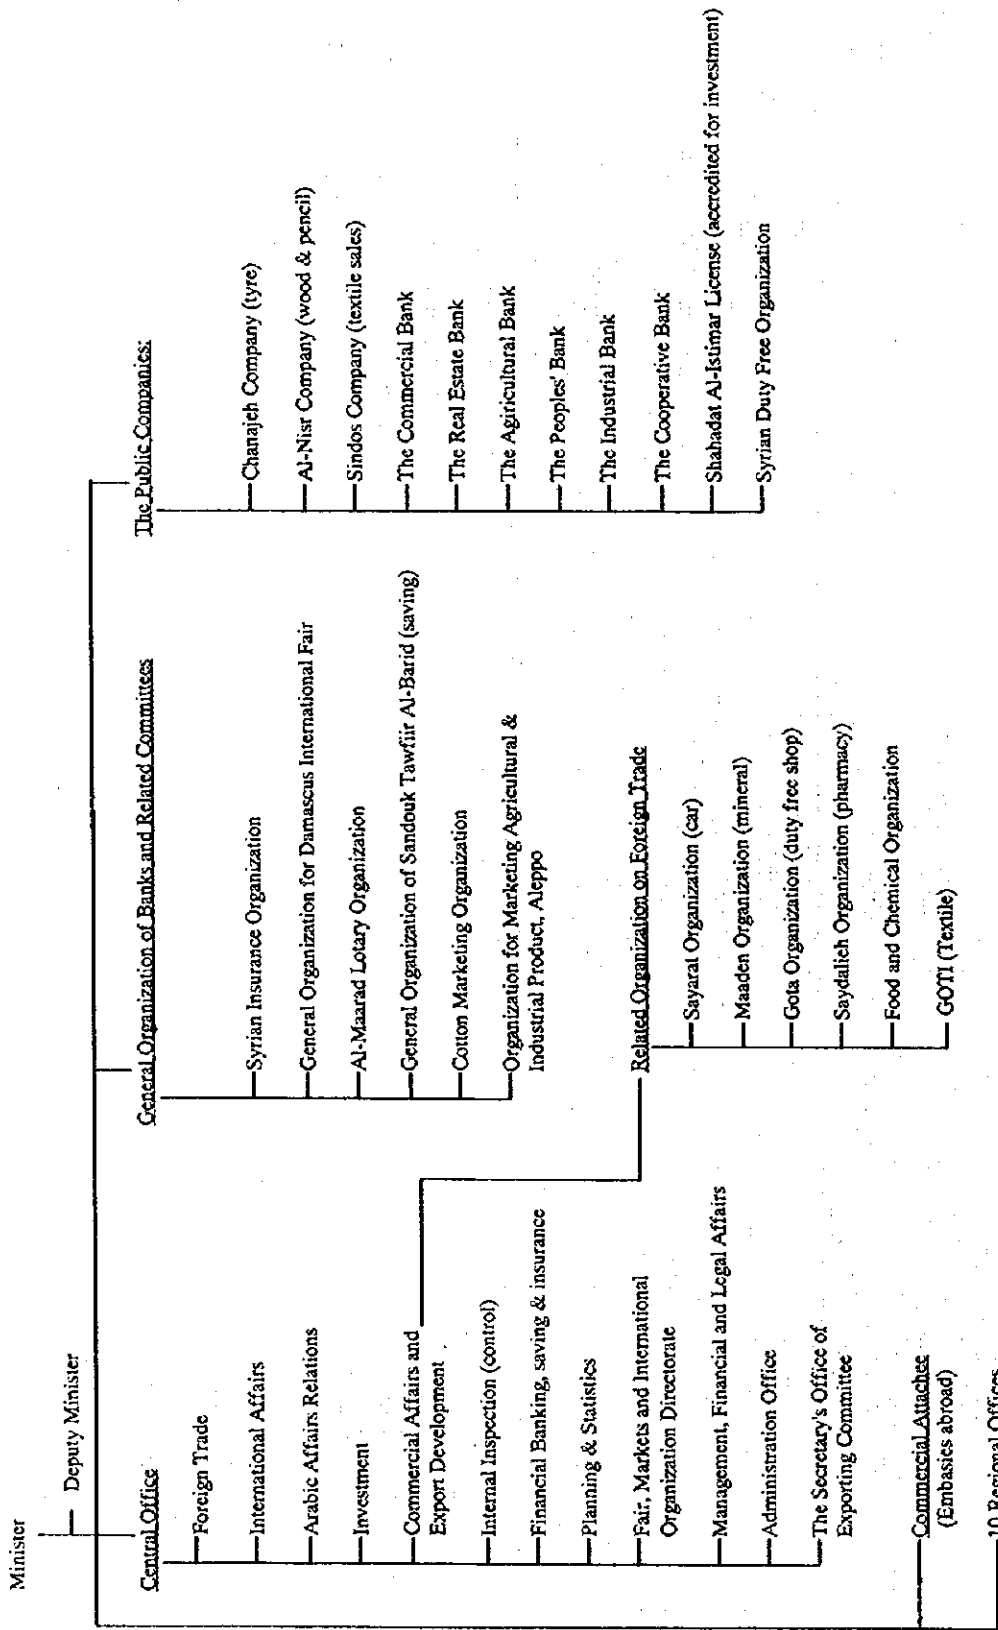 Minister
Deputy Minister
Central Office
Foreign Trade
International Affairs
Arabic Affairs Relations
Investment
Commercial Affairs and
Export Development
Internal Inspection (control)
Financial Banking, saving & insurance
Planning & Statistics
Fair, Markets and International
Organization Directorate
Management, Financial and Legal Affairs
Administration Office
The Secretary's Office of
Exporting Committee
Commercial Attachee
(Embasies abroad)
10 Regional Offices
General Organization of Banks and Related Committees
Syrian Insurance Organization
General Organization for Damascus International Fair
Al-Maarad Lotary Organization
General Organization of Sandouk Tawfiir Al-Barid (saving)
Cotton Marketing Organization
Organization for Marketing Agricultural &
Industrial Product, Aleppo
Related Organization on Foreign Trade
Sayarat Organization (car)
Maaden Organization (mineral)
Gota Organization (duty free shop)
Saydalieh Organization (pharmacy)
Food and Chemical Organization
GOTI (Textile)
The Public Companies:
Chanajeh Company (tyre)
Al-Nisr Company (wood & pencil)
Sindos Company (textile sales)
The Commercial Bank
The Real Estate Bank
The Agiricultural Bank
The Peoples' Bank
The Industrial Bank
The Cooperative Bank
Shahadat Al-Istimar License (accredited for investment)
Syrian Duty Free Organization